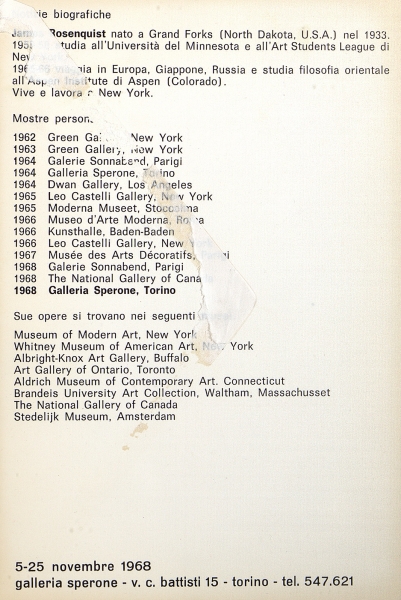 biografiche
Rosenquist nato a Grand Forks (North Dakota, U.S.A.) nel 1933.
studia all'Università del Minnesota e all'Art Students League di
in Europa, Giappone, Russia e studia filosofia orientale
all'Aspen Institute di Aspen (Colorado).
Vive e lavora a New York.
Mostre
1962 Green New York
1963 Green Gallery, New York
1964 Galerie Sonnabend, Parigi
1964 Galleria Sperone, Torino
1964 Dwan Gallery, Los Angeles
1965 Leo Castelli Gallery, New York
1965 Moderna Museet, Stoccolma
1966 Museo d'Arte Moderna, Roma
1966 Kunsthalle, Baden-Baden
1966 Leo Castelli Gallery, New
1967 Musée des Arts Décoratifs, Parigi
1968 Galerie Sonnabend, Parigi
1968 The National Gallery of
1968 Galleria Sperone, Torino
Sue opere si trovano nei seguenti
Museum of Modern Art, New York
Whitney Museum of American Art, New York
Albright-Knox Art Gallery, Buffalo
Art Gallery of Ontario, Toronto
Aldrich Museum of Contemporary Art. Connecticut
Brandeis University Art Collection, Waltham, Massachusset
The National Gallery of Canada
Stedelijk Museum, Amsterdam
5-25 novembre 1968
galleria sperone - v. c. battisti 15 - torino - tel. 547.621